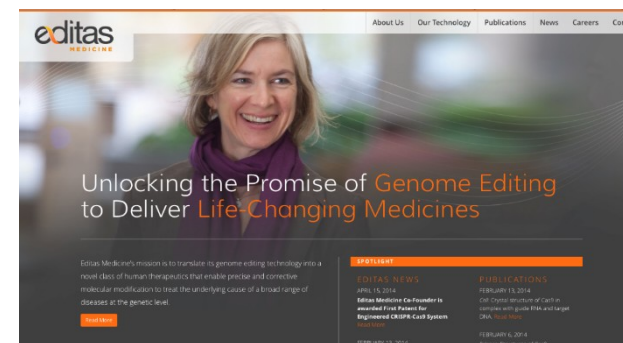 editas
MEDICINE
About Us Our Technology Publications News Careers
Unlocking the Promise of Genome Editing
to Deliver Life-Changing Medicines
Editas Medicine's mission is to translate its genome editing technology into a
novel class of human therapeutics that enable precise and corrective
molecular modification to treat the underlying cause of a broad range of
diseases at the genetic level.
Read More
SPOTLIGHT
EDITAS NEWS
APRIL 15, 2014
Editas Medicine Co-Founder is
awarded First Patent for
Engineered CRISPR-Cas9 System
Read More
PUBLICATIONS
FEBRUARY 13, 2014
Cell: Crystal structure of Cas9 in
complex with guide RNA and target
DNA. Read More
FEBRUARY 6, 2014